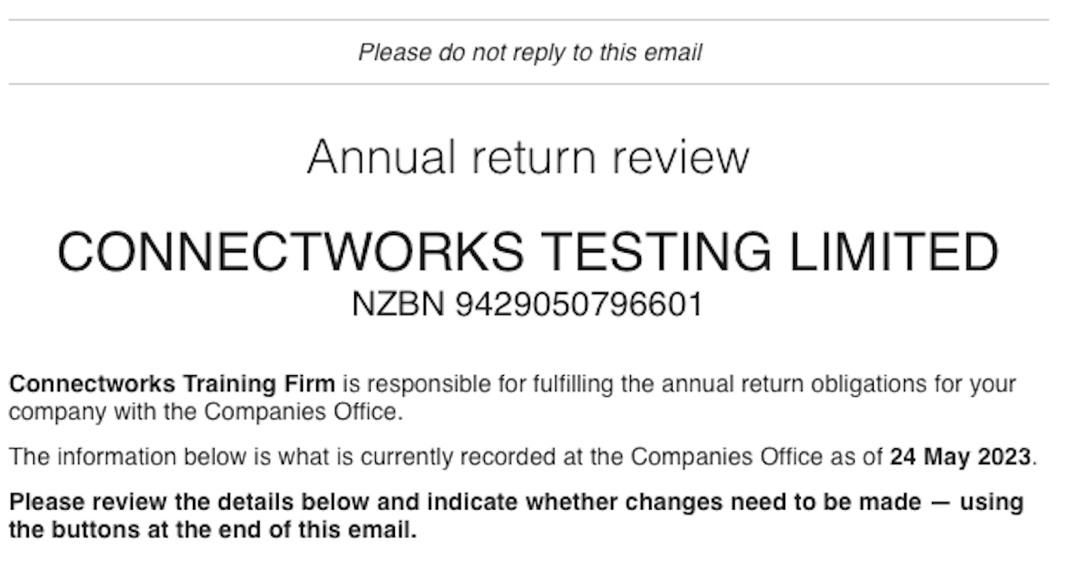 Please do not reply to this email
Annual return review
CONNECTWORKS TESTING LIMITED
NZBN 9429050796601
Connectworks Training Firm is responsible for fulfilling the annual return obligations for your
company with the Companies Office.
The information below is what is currently recorded at the Companies Office as of 24 May 2023.
Please review the details below and indicate whether changes need to be made — using
the buttons at the end of this email.